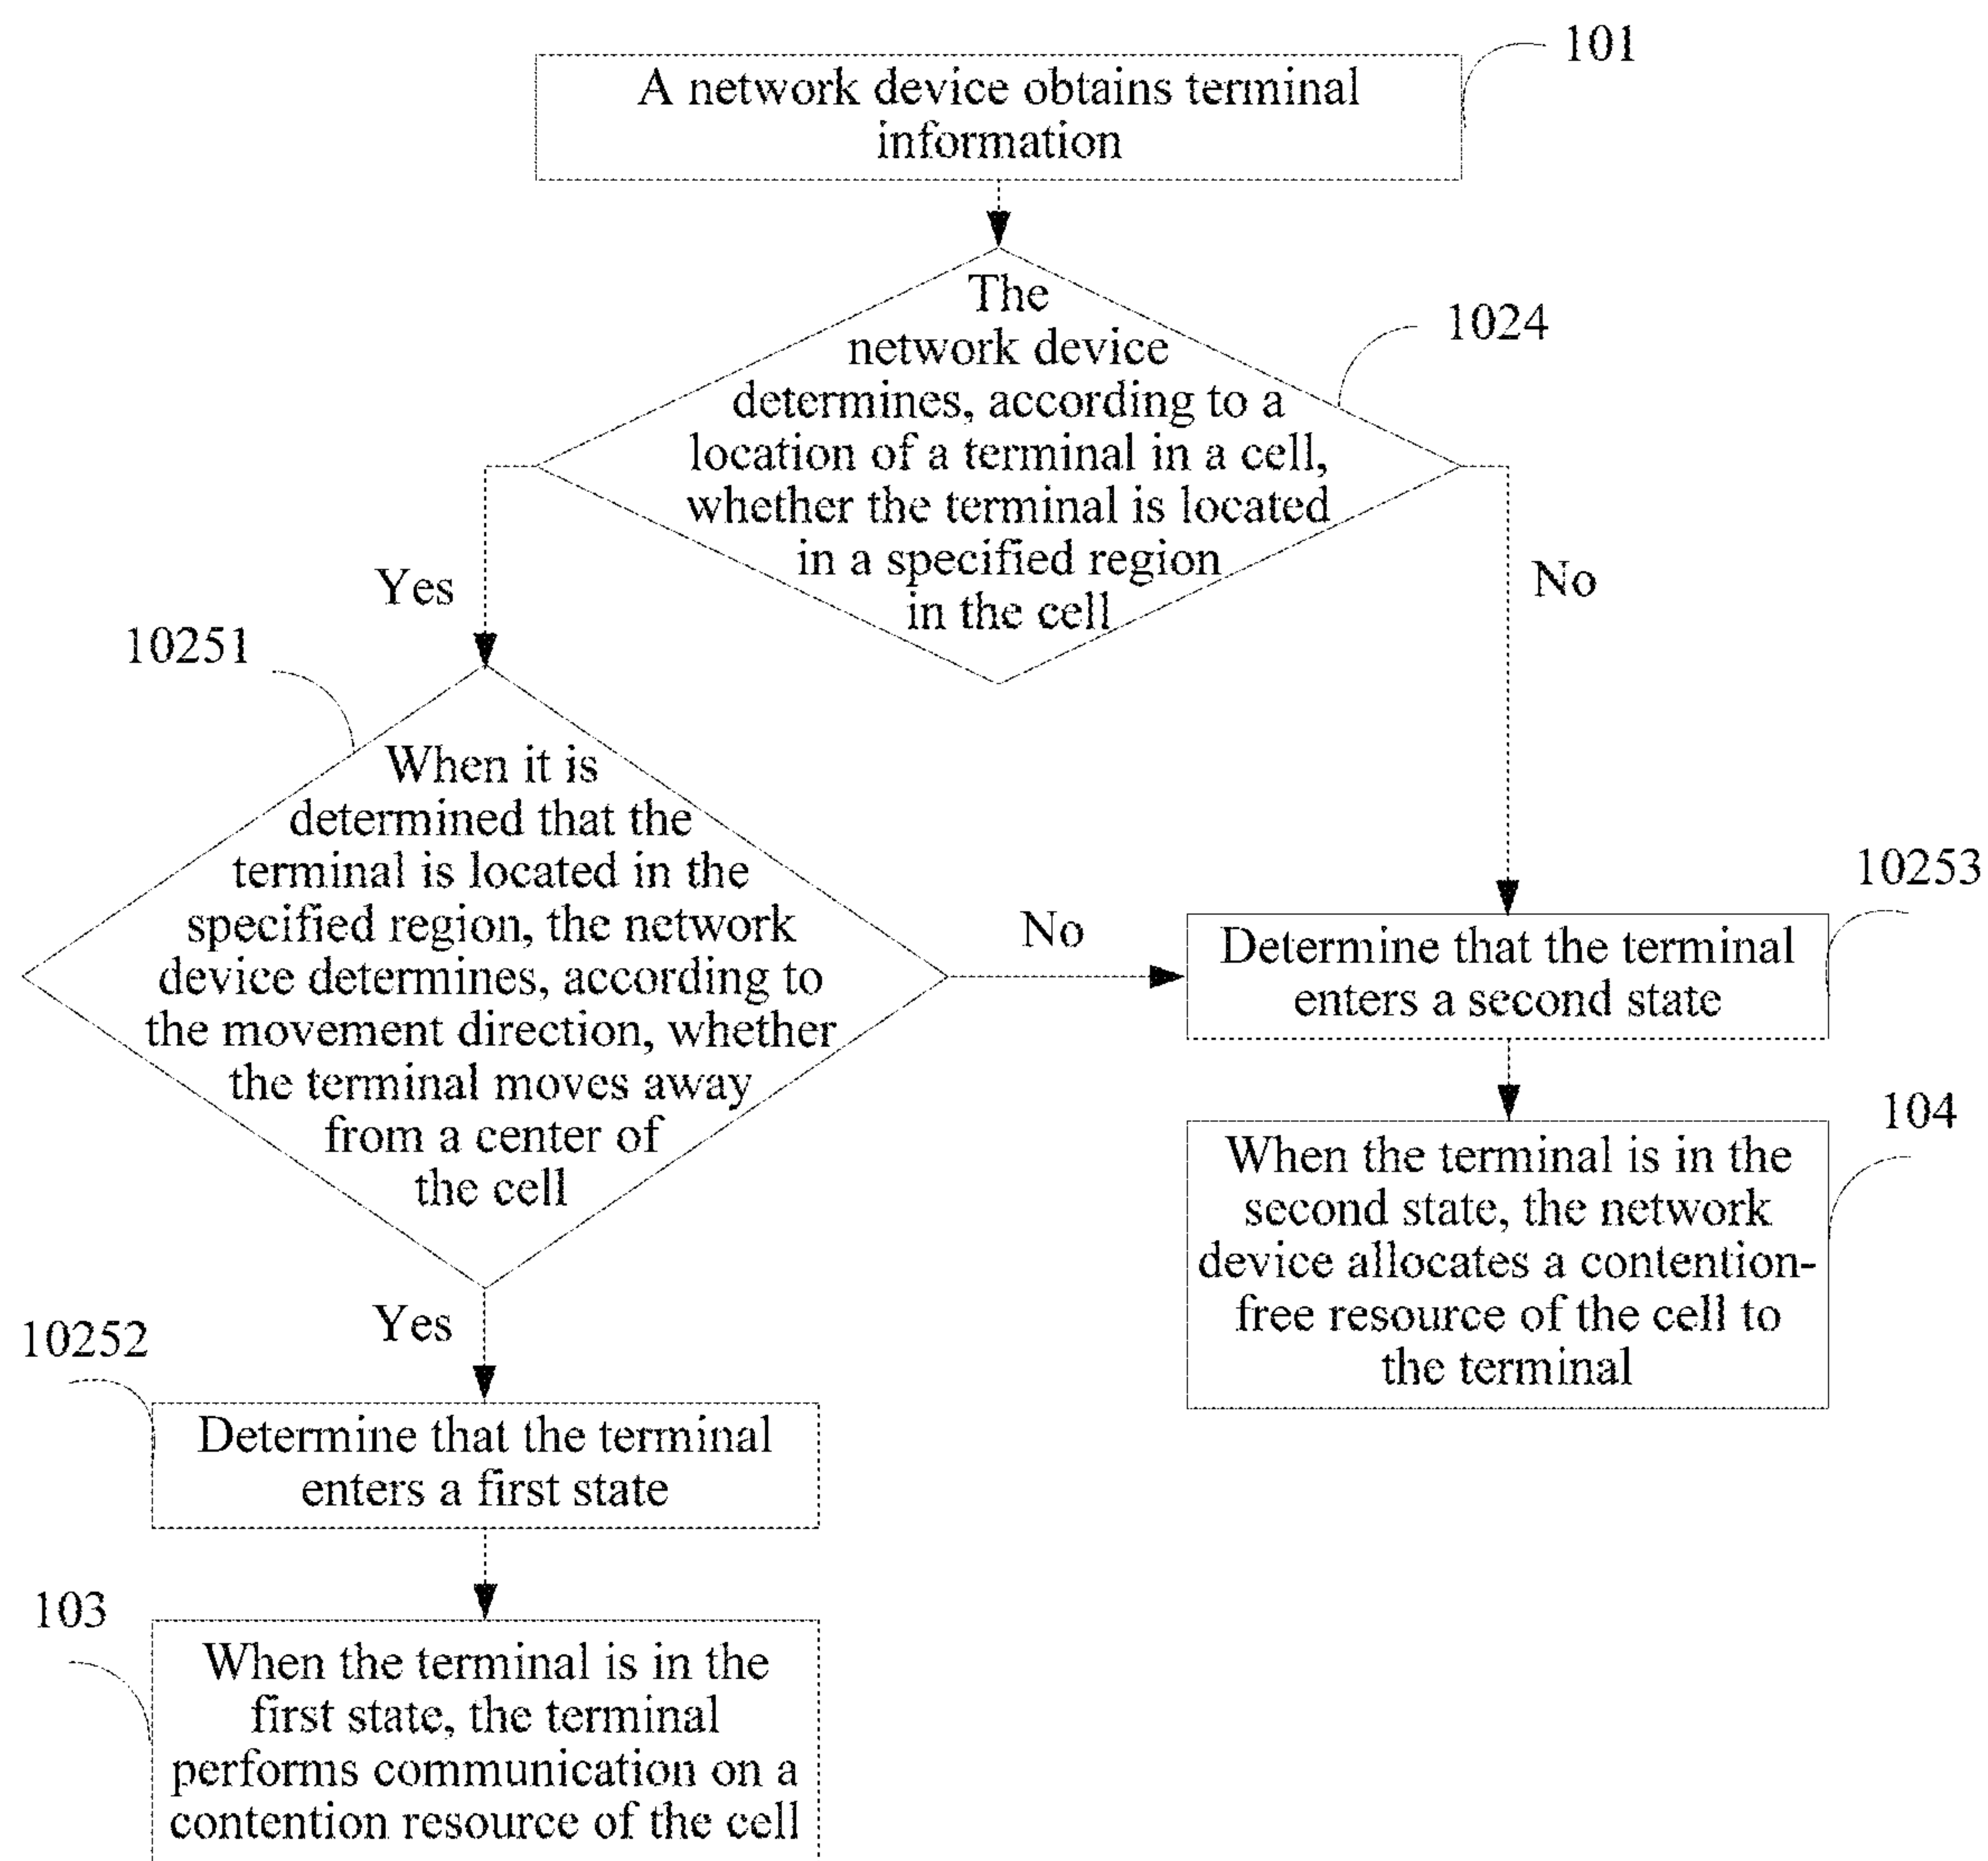 101
A network device obtains terminal
information
1024
The
network device
determines, according to a
location of a terminal in a cell,
whether the terminal is located
in a specified region
in the cell
Yes
No
10251
When it is
determined that the
terminal is located in the
specified region, the network
device determines, according to
the movement direction, whether
the terminal moves away
from a center of
the cell
No
10253
Determine that the terminal
enters a second state
104
When the terminal is in the
second state, the network
device allocates a contention-
free resource of the cell to
the terminal
Yes
10252
Determine that the terminal
enters a first state
103
When the terminal is in the
first state, the terminal
performs communication on a
contention resource of the cell